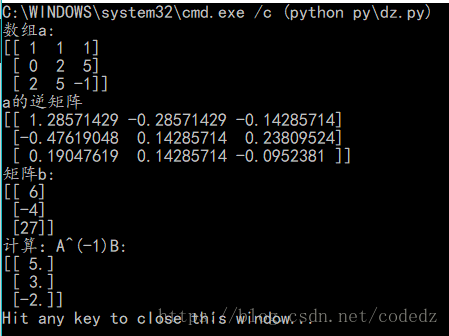 C:\WINDOWS\system32\cmd.exe /c (python py\dz.py)
数组a:
[[ 1  1  1]
 [ 0  2  5]
 [ 2  5 -1]]
a的逆矩阵
[[ 1.28571429 -0.28571429 -0.14285714]
 [-0.47619048  0.14285714  0.23809524]
 [ 0.19047619  0.14285714 -0.0952381 ]]
矩阵b:
[[ 6]
 [-4]
 [27]]
计算：A^(-1)B:
[[ 5.]
 [ 3.]
 [-2.]]
Hit any key to close this window...
https://blog.csdn.net/codedz